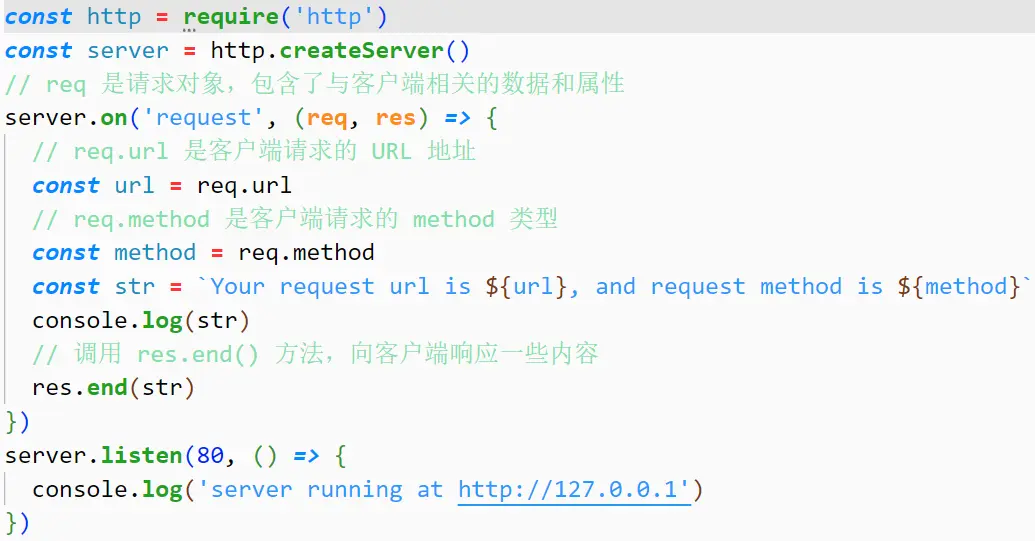 const http = require('http')
const server = http.createServer()
// req 是请求对象，包含了与客户端相关的数据和属性
server.on('request', (req, res) => {
  // req.url 是客户端请求的 URL 地址
  const url = req.url
  // req.method 是客户端请求的 method 类型
  const method = req.method
  const str = `Your request url is ${url}, and request method is ${method}`
  console.log(str)
  // 调用 res.end() 方法，向客户端响应一些内容
  res.end(str)
})
server.listen(80, () => {
  console.log('server running at http://127.0.0.1')
})